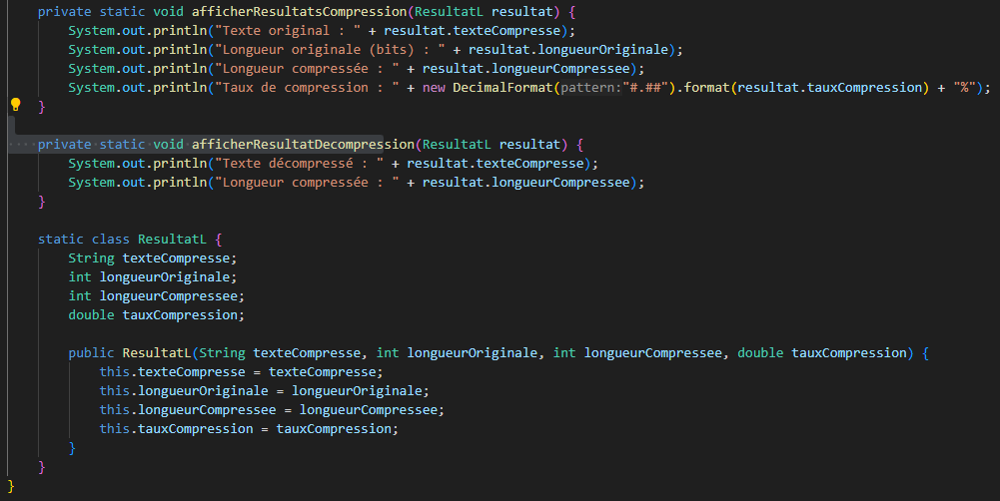 private static void afficherResultatsCompression(ResultatL resultat) {
System.out.println("Texte original : " + resultat.texteCompresse);
System.out.println("Longueur originale (bits) : " + resultat.longueurOriginale);
System.out.println("Longueur compressée : " + resultat.longueurCompressee);
System.out.println("Taux de compression : " + new DecimalFormat(pattern:"#.##").format(resultat.tauxCompression) + "%");
}
private static void afficherResultatDecompression(ResultatL resultat) {
System.out.println("Texte décompressé : " + resultat.texteCompresse);
System.out.println("Longueur compressée : " + resultat.longueurCompressee);
}
static class ResultatL {
String texteCompresse;
int longueurOriginale;
int longueurCompressee;
double tauxCompression;
public ResultatL(String texteCompresse, int longueurOriginale, int longueurCompressee, double tauxCompression) {
this.texteCompresse = texteCompresse;
this.longueurOriginale = longueurOriginale;
this.longueurCompressee = longueurCompressee;
this.tauxCompression = tauxCompression;
}
}
}